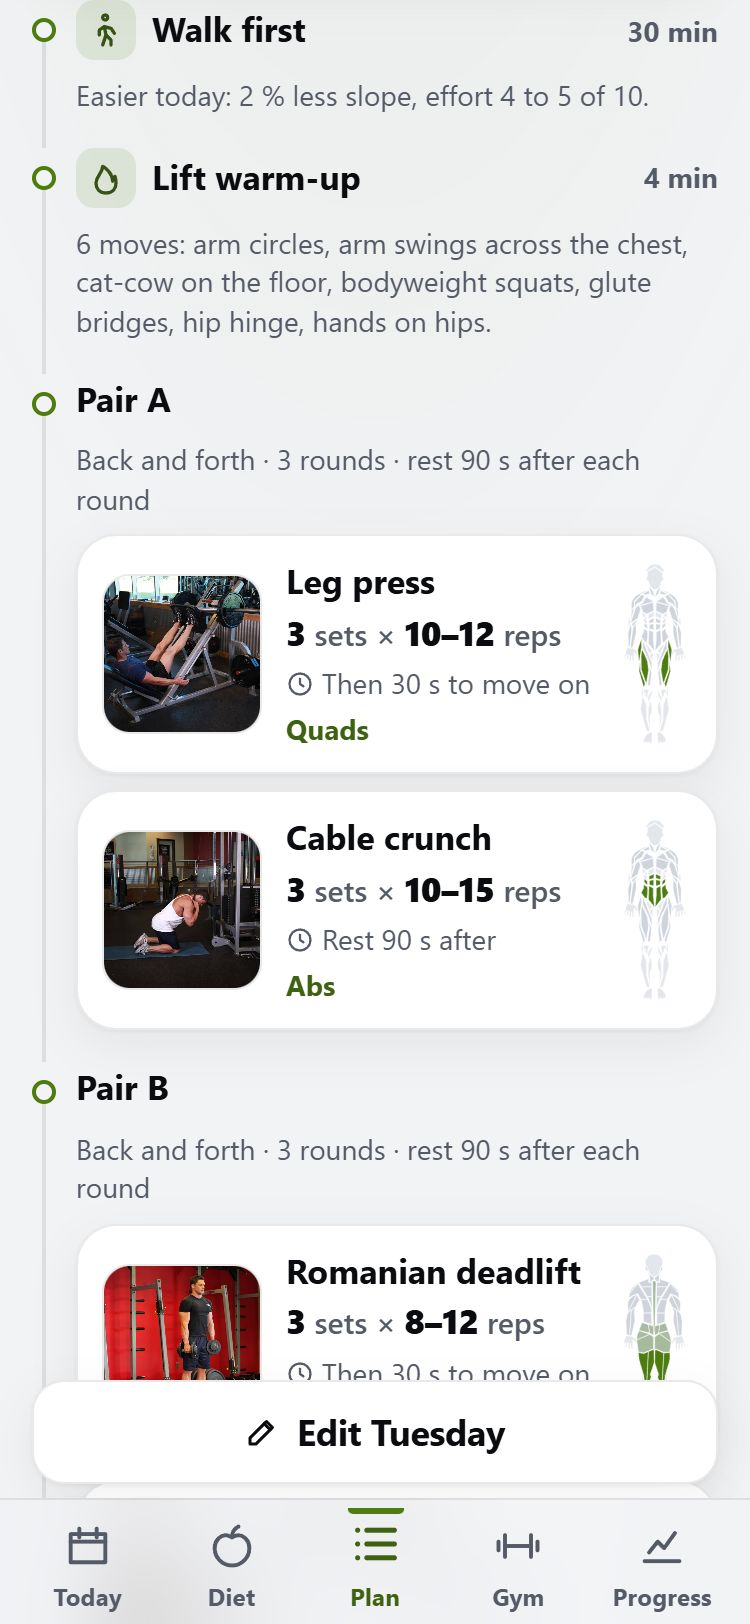 Walk first
30 min
Easier today: 2 % less slope, effort 4 to 5 of 10.
Lift warm-up
4 min
6 moves: arm circles, arm swings across the chest,
cat-cow on the floor, bodyweight squats, glute
bridges, hip hinge, hands on hips.
Pair A
Back and forth · 3 rounds · rest 90 s after each
round
Leg press
3 sets × 10–12 reps
Then 30 s to move on
Quads
Cable crunch
3 sets × 10–15 reps
Rest 90 s after
Abs
Pair B
Back and forth · 3 rounds · rest 90 s after each
round
Romanian deadlift
3 sets × 8–12 reps
Then 30 s to move on
Edit Tuesday
Today
Diet
Plan
Gym
Progress